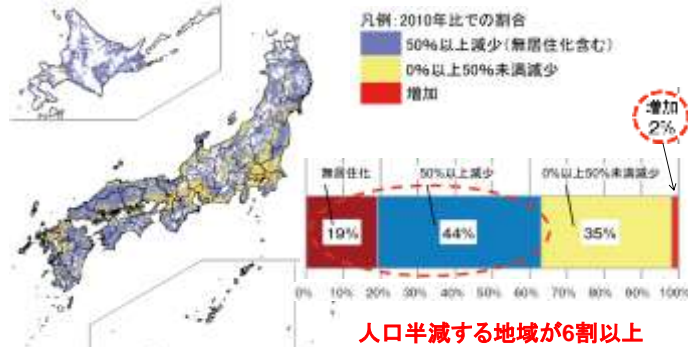 凡例:2010年比での割合
50%以上減少(無居住化含む)
0%以上50%未満減少
増加
増加
2%
無居住化
50%以上減少
0%以上50%未満減少
19%
44%
35%
0% 10% 20% 30% 40% 50% 60% 70% 80% 90% 100%
人口半減する地域が6割以上